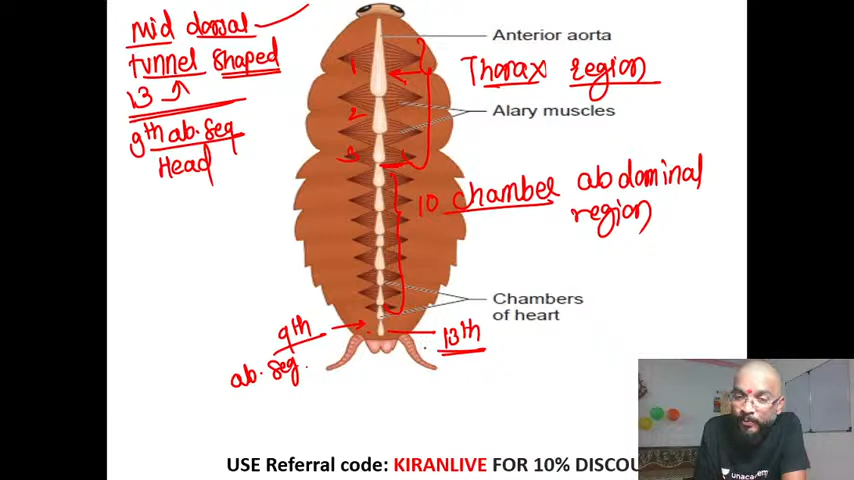 mid dorsal
tunnel shaped
13
9th ab. seg
Head
Anterior aorta
Thorax region
Alary muscles
1
2
3
10 chamber abdominal
region
Chambers
of heart
9th
ab. seg.
13th
unacademy
USE Referral code: KIRANLIVE FOR 10% DISCOU